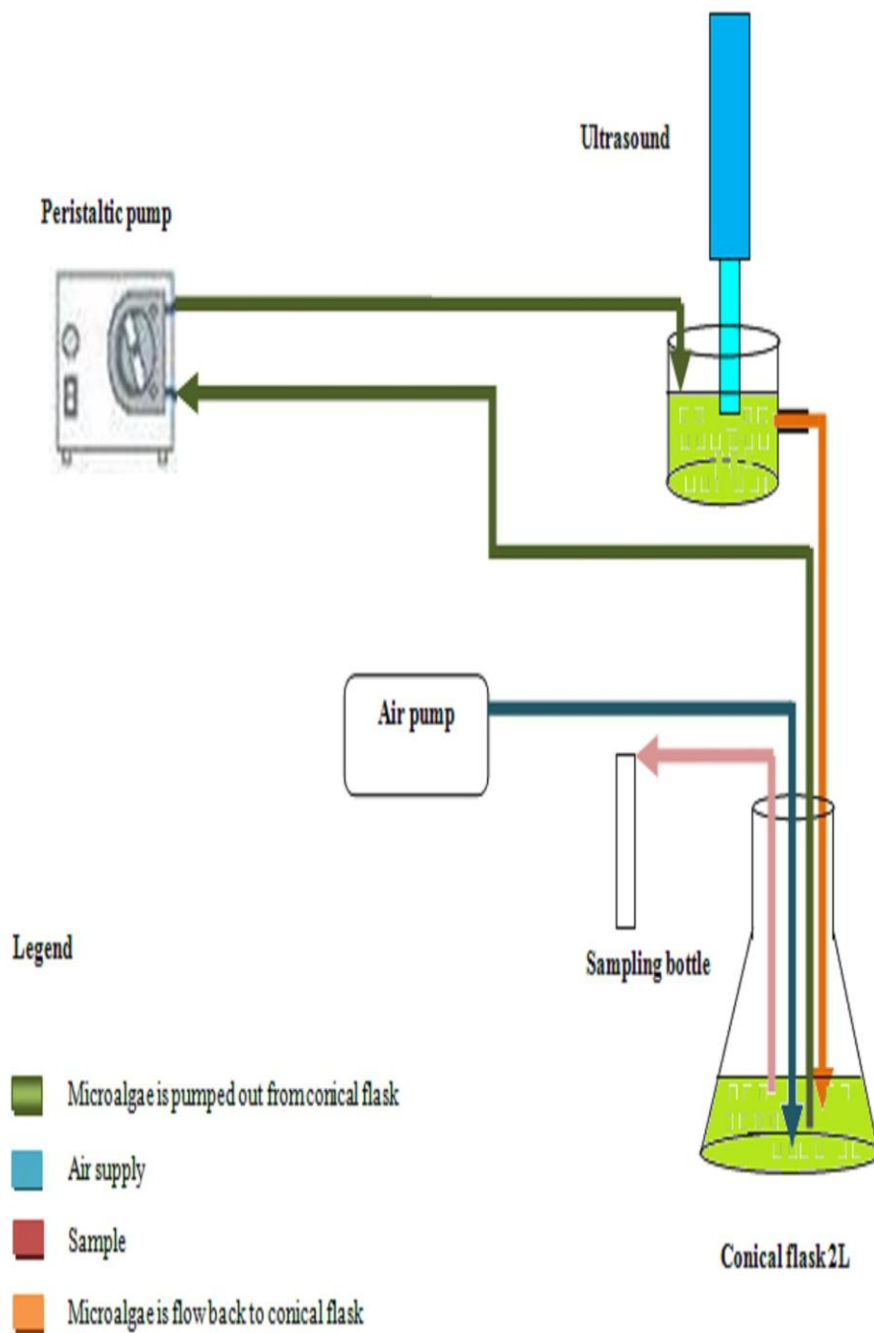 Ultrasound
Peristaltic pump
Air pump
Sampling bottle
Legend
Microalgae is pumped out from conical flask
Air supply
Sample
Microalgae is flow back to conical flask
Conical flask 2L